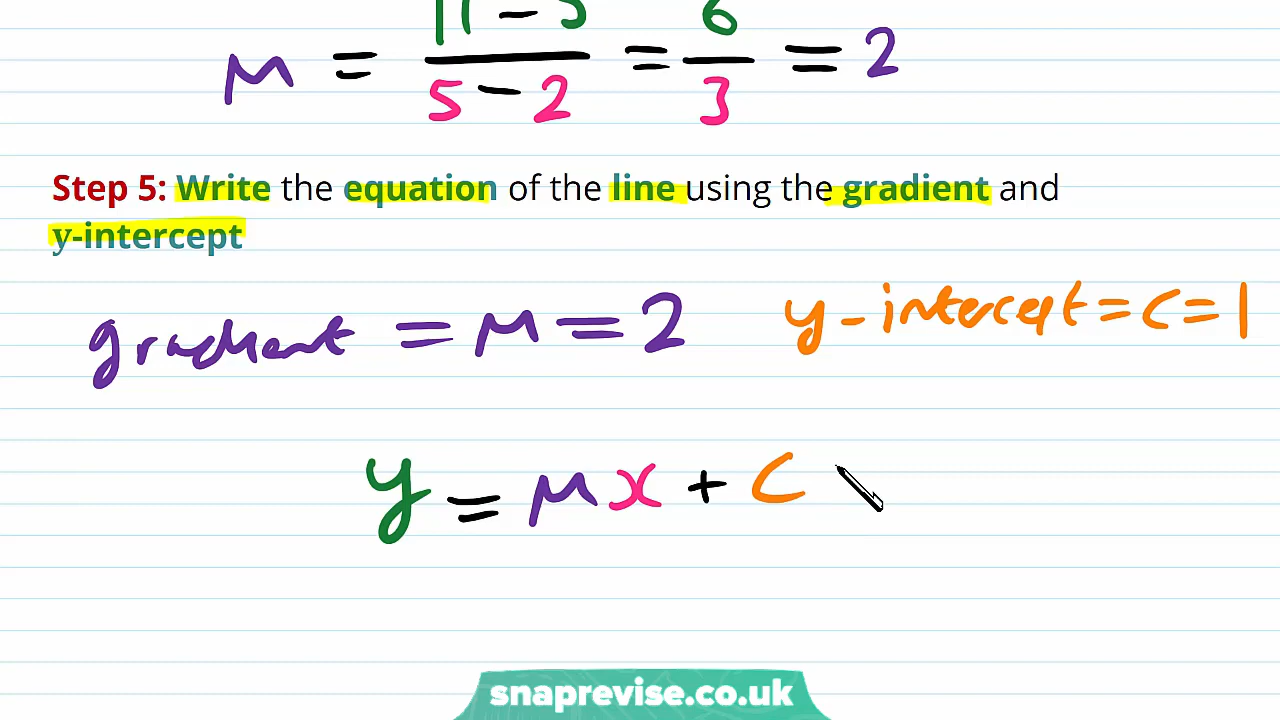 m = 11 - 5 / 5 - 2 = 6 / 3 = 2
Step 5: Write the equation of the line using the gradient and
y-intercept
gradient = m = 2 y-intercept = c = 1
y = mx + c
snaprevise.co.uk